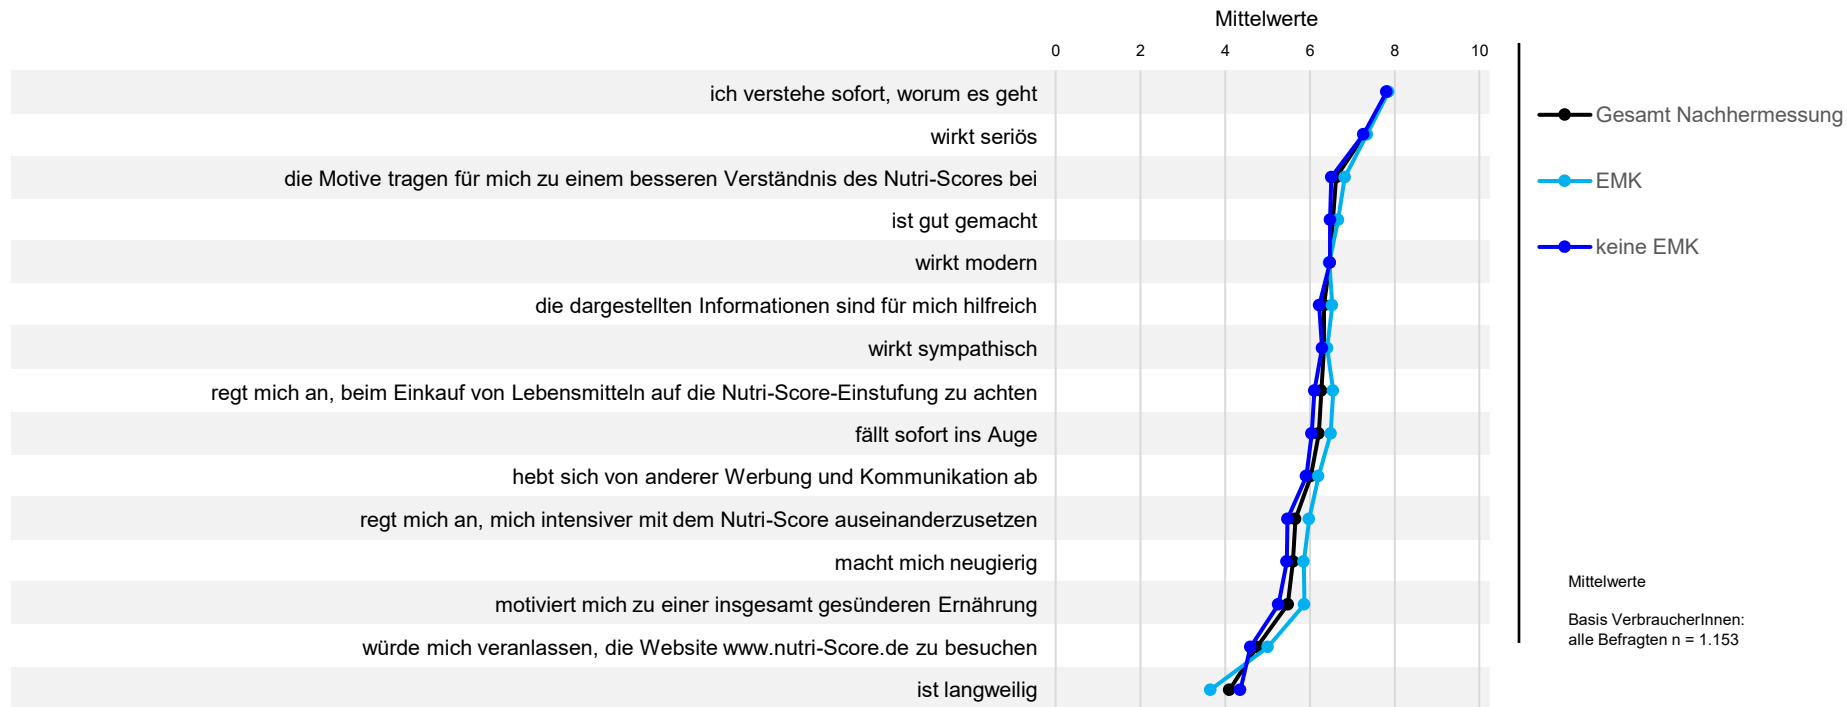 Mittelwerte
0 2 4 6 8 10
ich verstehe sofort, worum es geht
wirkt seriös
die Motive tragen für mich zu einem besseren Verständnis des Nutri-Scores bei
ist gut gemacht
wirkt modern
die dargestellten Informationen sind für mich hilfreich
wirkt sympathisch
regt mich an, beim Einkauf von Lebensmitteln auf die Nutri-Score-Einstufung zu achten
fällt sofort ins Auge
hebt sich von anderer Werbung und Kommunikation ab
regt mich an, mich intensiver mit dem Nutri-Score auseinanderzusetzen
macht mich neugierig
motiviert mich zu einer insgesamt gesünderen Ernährung
würde mich veranlassen, die Website www.nutri-Score.de zu besuchen
ist langweilig
Gesamt Nachhermessung
EMK
keine EMK
Mittelwerte
Basis VerbraucherInnen:
alle Befragten n = 1.153